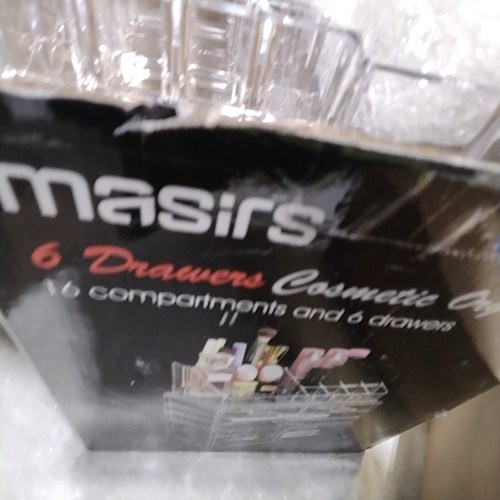 masirs
6 Drawers Cosmetic
16 compartments and 6 drawers